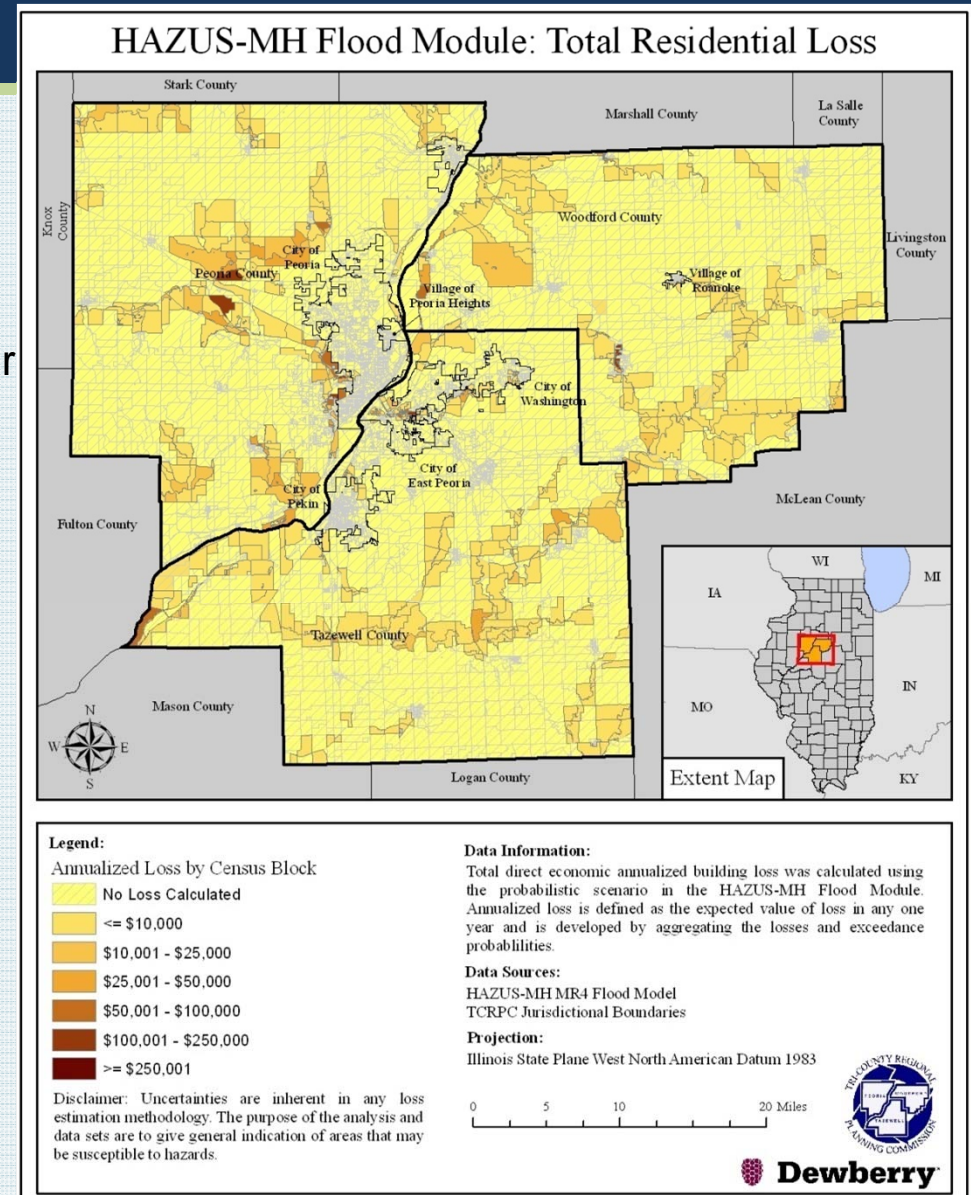 r
HAZUS-MH Flood Module: Total Residential Loss
Stark County
Marshall County
La Salle
County
Knox
County
Woodford County
Livingston
County
City of
Peoria
Peoria County
Village of
Peoria Heights
Village of
Roanoke
City of
Washington
City of
East Peoria
City of
Pekin
Fulton County
McLean County
Tazewell County
Mason County
Logan County
N
W
E
S
WI
MI
IA
IN
MO
KY
Extent Map
Legend:
Annualized Loss by Census Block
No Loss Calculated
<= $10,000
$10,001 - $25,000
$25,001 - $50,000
$50,001 - $100,000
$100,001 - $250,000
>= $250,001
Disclaimer: Uncertainties are inherent in any loss
estimation methodology. The purpose of the analysis and
data sets are to give general indication of areas that may
be susceptible to hazards.
Data Information:
Total direct economic annualized building loss was calculated using
the probabilistic scenario in the HAZUS-MH Flood Module.
Annualized loss is defined as the expected value of loss in any one
year and is developed by aggregating the losses and exceedance
probablilities.
Data Sources:
HAZUS-MH MR4 Flood Model
TCRPC Jurisdictional Boundaries
Projection:
Illinois State Plane West North American Datum 1983
0 5 10 20 Miles
TRI-COUNTY REGIONAL
PEORIA
WOODFORD
TAZEWELL
PLANNING COMMISSION
Dewberry